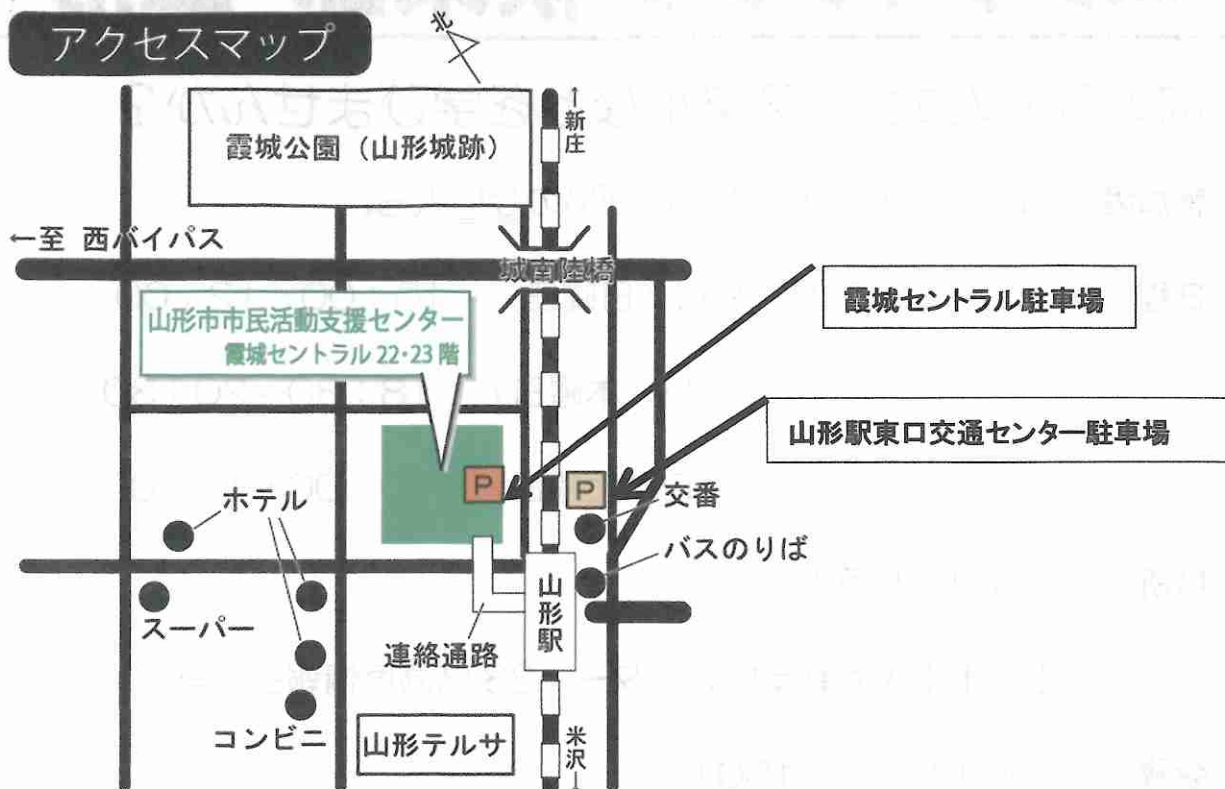 アクセスマップ
北
霞城公園（山形城跡）
↑新庄
←至 西バイパス
城南陸橋
山形市市民活動支援センター
霞城セントラル 22・23 階
霞城セントラル駐車場
山形駅東口交通センター駐車場
P
P
交番
ホテル
バスのりば
山形駅
スーパー
連絡通路
コンビニ
山形テルサ
米沢↓